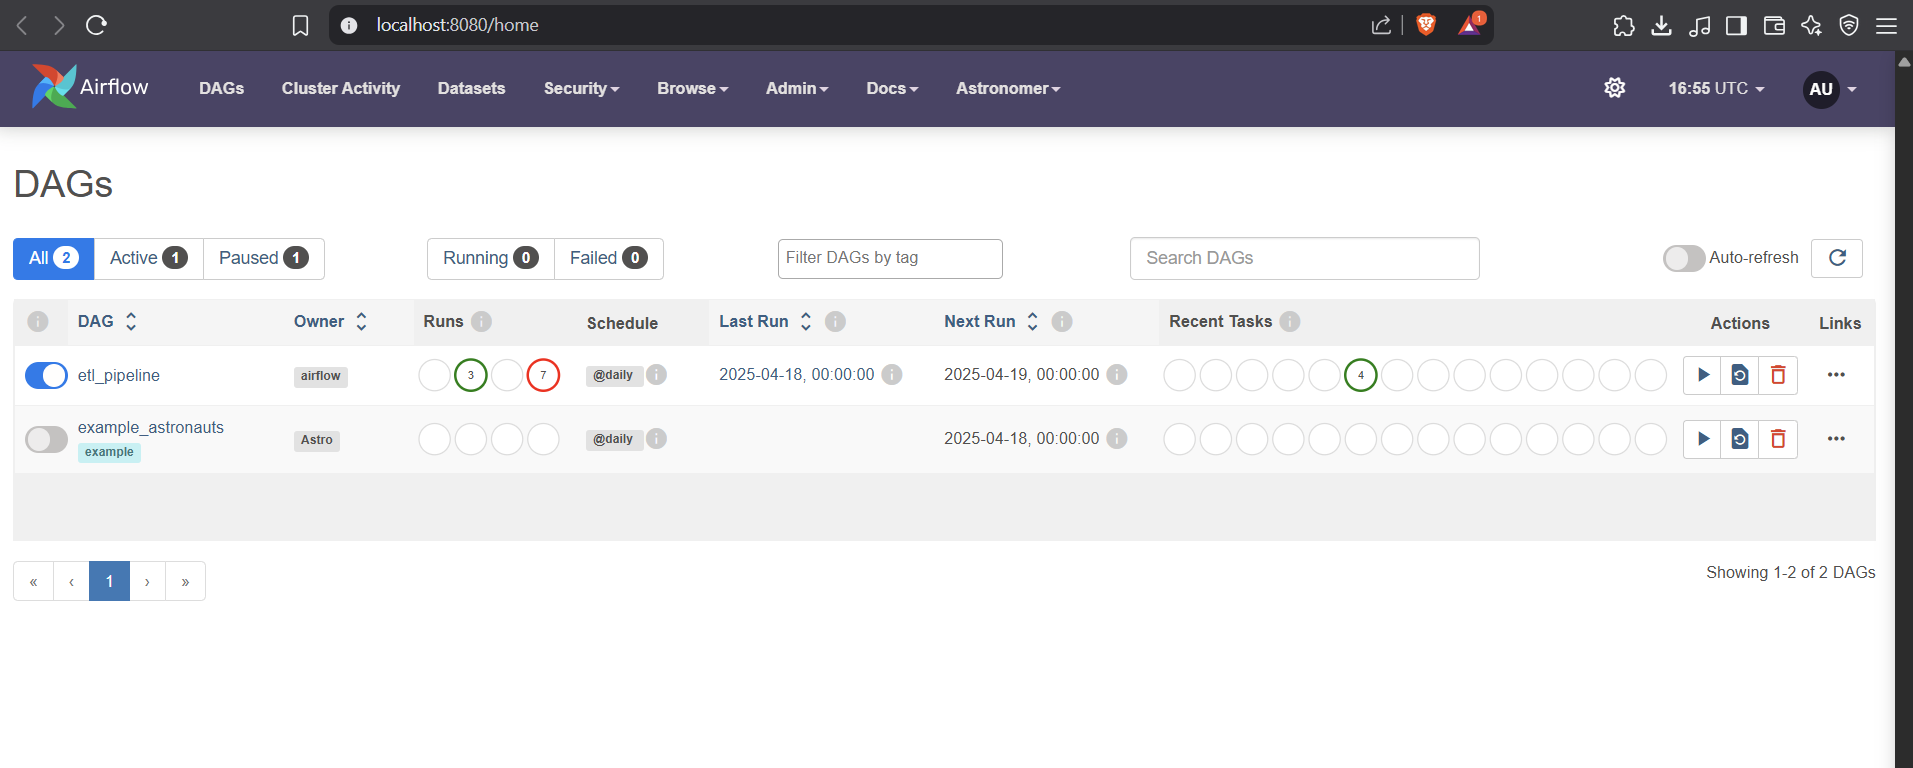 localhost:8080/home
1
Airflow DAGs Cluster Activity Datasets Security Browse Admin Docs Astronomer 16:55 UTC AU
DAGs
All 2 Active 1 Paused 1 Running 0 Failed 0 Filter DAGs by tag Search DAGs Auto-refresh
DAG Owner Runs Schedule Last Run Next Run Recent Tasks Actions Links
etl_pipeline airflow 3 7 @daily 2025-04-18, 00:00:00 2025-04-19, 00:00:00 4
example_astronauts Astro @daily 2025-04-18, 00:00:00
example
« ‹ 1 › »
Showing 1-2 of 2 DAGs